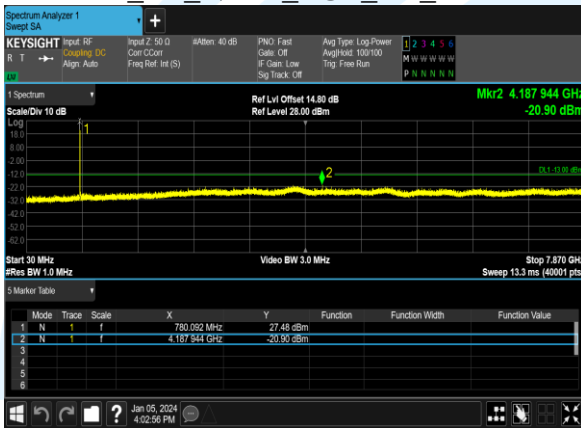 Spectrum Analyzer 1
Swept SA
KEYSIGHT
R T
LV
Input: RF
Coupling: DC
Align: Auto
Input Z: 50 Ω
Corr CCorr
Freq Ref: Int (S)
#Atten: 40 dB
PNO: Fast
Gate: Off
IF Gain: Low
Sig Track: Off
Avg Type: Log-Power
Avg|Hold: 100/100
Trig: Free Run
1 2 3 4 5 6
M W W W W W
P N N N N N
1 Spectrum
Scale/Div 10 dB
Log
Ref Lvl Offset 14.80 dB
Ref Level 28.00 dBm
Mkr2 4.187 944 GHz
-20.90 dBm
18.0
8.00
-2.00
-12.0
-22.0
-32.0
-42.0
-52.0
-62.0
1
2
DL1 -13.00 dBm
Start 30 MHz
#Res BW 1.0 MHz
Video BW 3.0 MHz
Stop 7.870 GHz
Sweep 13.3 ms (40001 pts)
5 Marker Table
Mode Trace Scale X Y Function Function Width Function Value
1 N 1 f 780.092 MHz 27.48 dBm
2 N 1 f 4.187 944 GHz -20.90 dBm
3
4
5
6
?
Jan 05, 2024
4:02:56 PM